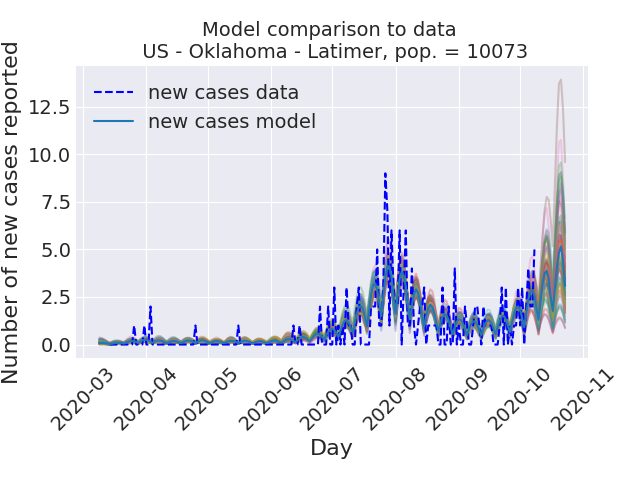 Model comparison to data
US - Oklahoma - Latimer, pop. = 10073
new cases data
new cases model
Number of new cases reported
12.5
10.0
7.5
5.0
2.5
0.0
2020-03
2020-04
2020-05
2020-06
2020-07
2020-08
2020-09
2020-10
2020-11
Day